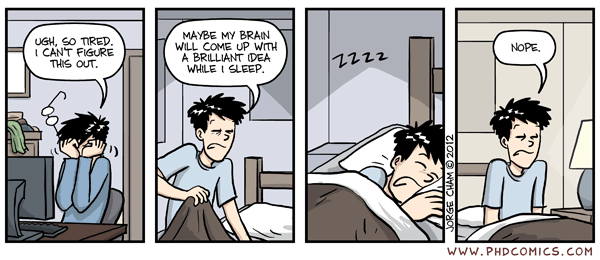 UGH, SO TIRED.
I CAN'T FIGURE
THIS OUT.
MAYBE MY BRAIN
WILL COME UP WITH
A BRILLIANT IDEA
WHILE I SLEEP.
ZZZZ
JORGE CHAM © 2012
NOPE.
WWW.PHDCOMICS.COM